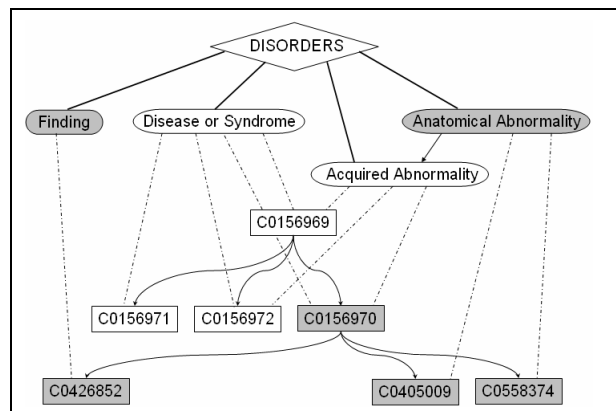 DISORDERS
Finding
Disease or Syndrome
Anatomical Abnormality
Acquired Abnormality
C0156969
C0156971
C0156972
C0156970
C0426852
C0405009
C0558374